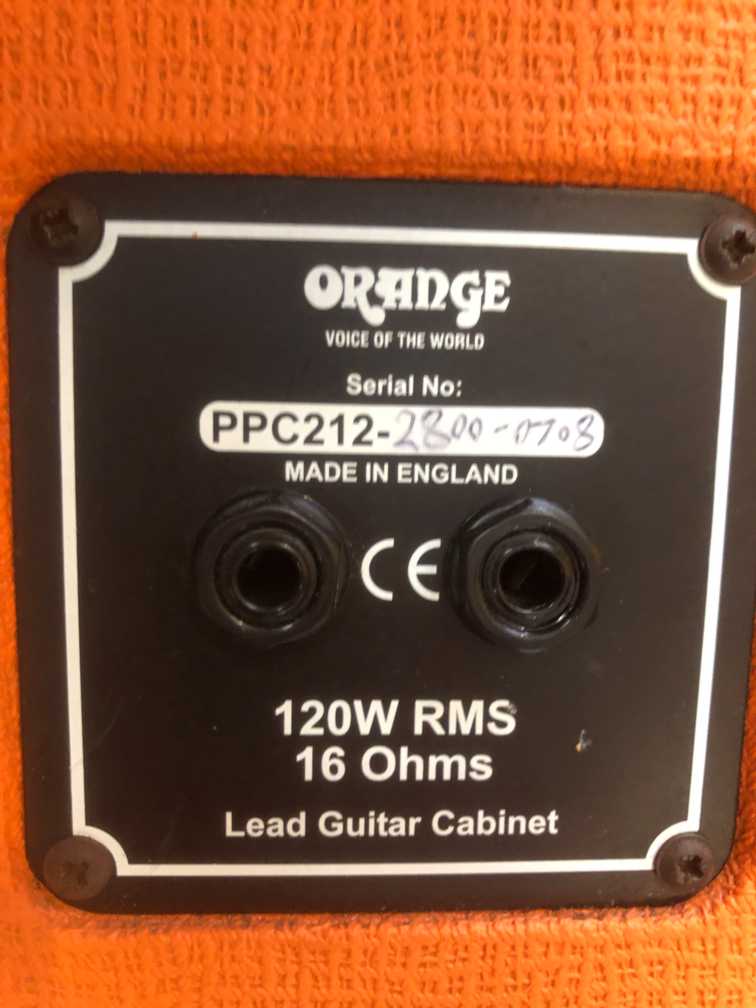 ORANGE
VOICE OF THE WORLD
Serial No:
PPC212-2800-0708
MADE IN ENGLAND
CE
120W RMS
16 Ohms
Lead Guitar Cabinet